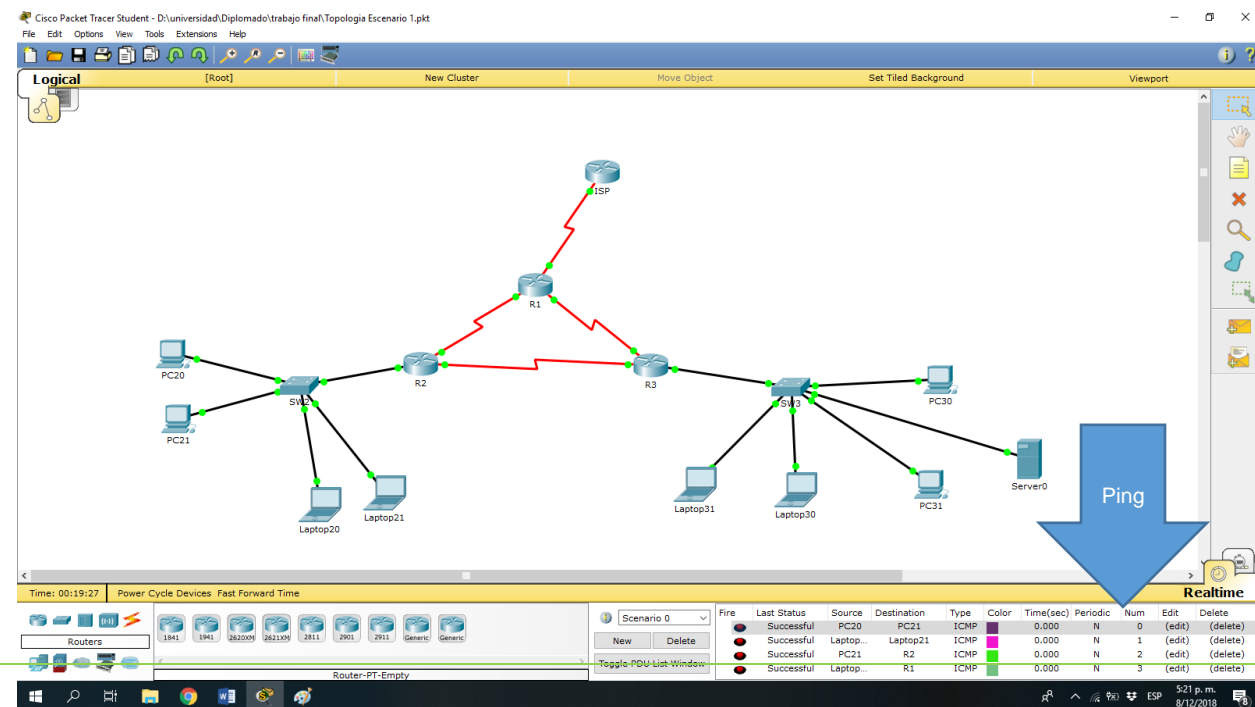 Cisco Packet Tracer Student - D:\universidad\Diplomado\trabajo final\Topologia Escenario 1.pkt
File Edit Options View Tools Extensions Help
Logical [Root] New Cluster Move Object Set Tiled Background Viewport
ISP
R1
R2
R3
PC20
SW2
SW3
PC30
PC21
Server0
Ping
Laptop20
Laptop21
Laptop31
Laptop30
PC31
Time: 00:19:27 Power Cycle Devices Fast Forward Time
Realtime
Routers
1841 1941 2620XM 2621XM 2811 2901 2911 Generic Generic
Router-PT-Empty
Scenario 0
New Delete
Toggle PDU List Window
Fire Last Status Source Destination Type Color Time(sec) Periodic Num Edit Delete
Successful PC20 PC21 ICMP 0.000 N 0 (edit) (delete)
Successful Laptop... Laptop21 ICMP 0.000 N 1 (edit) (delete)
Successful PC21 R2 ICMP 0.000 N 2 (edit) (delete)
Successful Laptop... R1 ICMP 0.000 N 3 (edit) (delete)
ESP
5:21 p. m.
8/12/2018
8